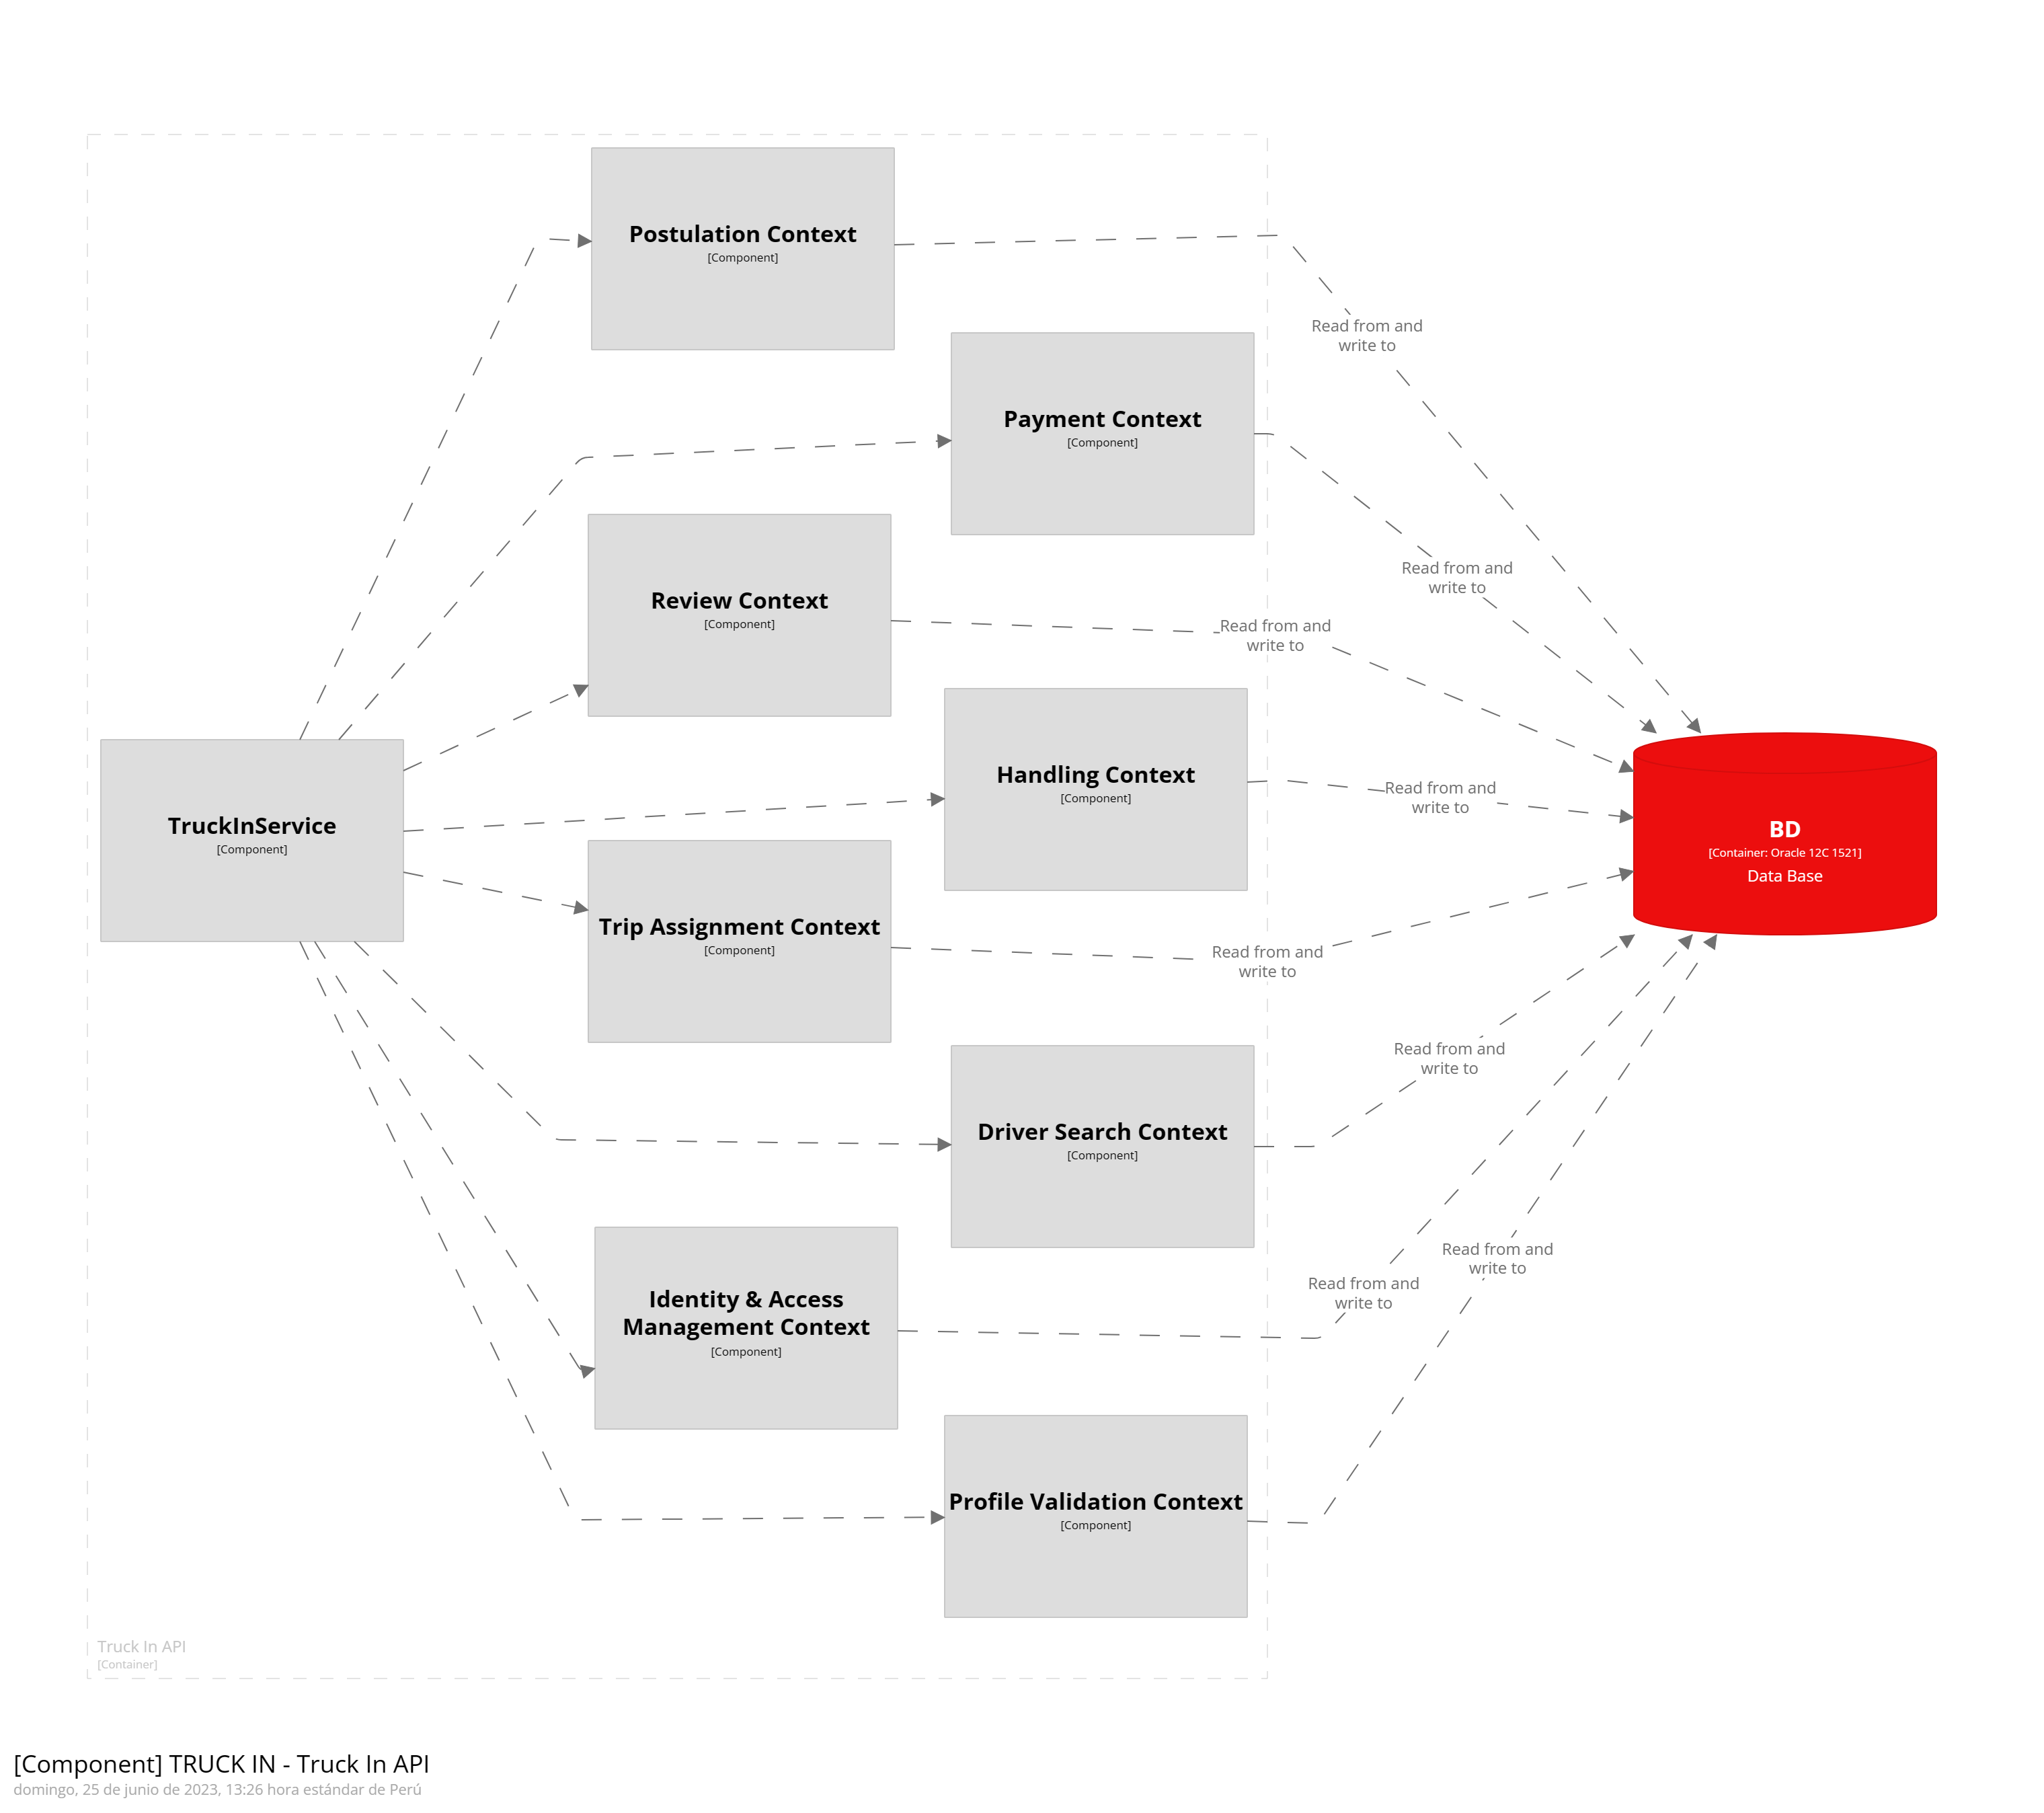 Postulation Context
[Component]
Read from and
write to
Payment Context
[Component]
Read from and
write to
Review Context
[Component]
Read from and
write to
Handling Context
[Component]
Read from and
write to
TruckInService
[Component]
BD
[Container: Oracle 12C 1521]
Data Base
Trip Assignment Context
[Component]
Read from and
write to
Read from and
write to
Driver Search Context
[Component]
Read from and
write to
Identity & Access
Management Context
[Component]
Read from and
write to
Profile Validation Context
[Component]
Truck In API
[Container]
[Component] TRUCK IN - Truck In API
domingo, 25 de junio de 2023, 13:26 hora estándar de Perú